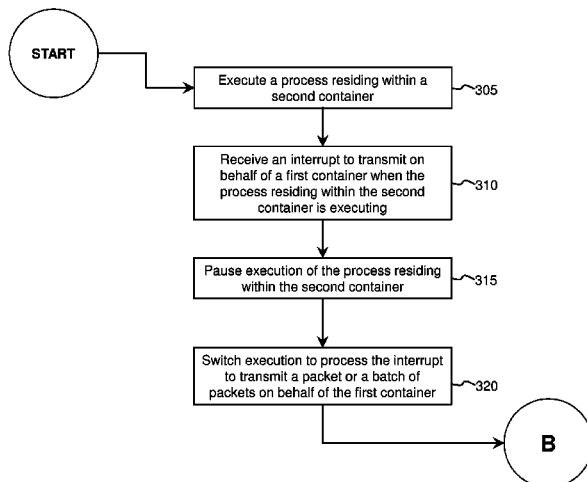 START
Execute a process residing within a
second container
305
Receive an interrupt to transmit on
behalf of a first container when the
process residing within the second
container is executing
310
Pause execution of the process residing
within the second container
315
Switch execution to process the interrupt
to transmit a packet or a batch of
packets on behalf of the first container
320
B